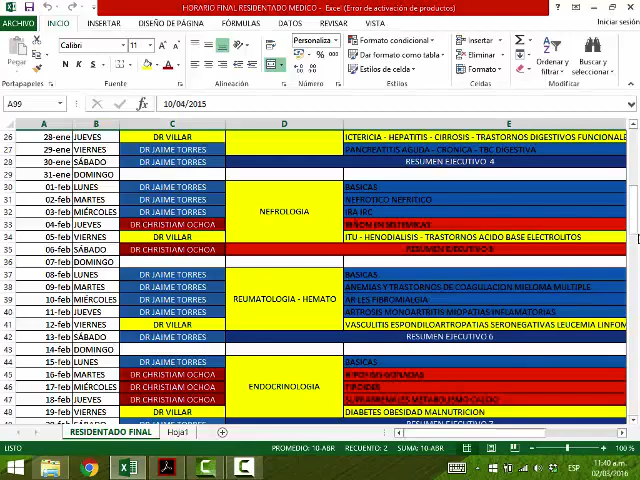 HORARIO FINAL RESIDENTADO MEDICO - Excel (Error de activación de productos)
ARCHIVO INICIO INSERTAR DISEÑO DE PÁGINA FÓRMULAS DATOS REVISAR VISTA Iniciar sesión
Pegar Calibri 11 Personaliza Formato condicional Insertar Ordenar y filtrar Buscar y seleccionar
Dar formato como tabla Eliminar
N K S Estilos de celda Formato
Portapapeles Fuente Alineación Número Estilos Celdas Modificar
A99 fx 10/04/2015
A B C D E
26 28-ene JUEVES DR VILLAR ICTERICIA - HEPATITIS - CIRROSIS - TRASTORNOS DIGESTIVOS FUNCIONALE
27 29-ene VIERNES DR JAIME TORRES PANCREATITIS AGUDA - CRONICA - TBC DIGESTIVA
28 30-ene SÁBADO DR JAIME TORRES RESUMEN EJECUTIVO 4
29 31-ene DOMINGO
30 01-feb LUNES DR JAIME TORRES NEFROLOGIA BASICAS
31 02-feb MARTES DR JAIME TORRES NEFROTICO NEFRITICO
32 03-feb MIÉRCOLES DR JAIME TORRES IRA IRC
33 04-feb JUEVES DR CHRISTIAM OCHOA RIÑON EN SISTEMICAS
34 05-feb VIERNES DR VILLAR ITU - HENODIALISIS - TRASTORNOS ACIDO BASE ELECTROLITOS
35 06-feb SÁBADO DR CHRISTIAM OCHOA RESUMEN EJECUTIVO 5
36 07-feb DOMINGO
37 08-feb LUNES DR JAIME TORRES REUMATOLOGIA - HEMATO BASICAS
38 09-feb MARTES DR JAIME TORRES ANEMIAS Y TRASTORNOS DE COAGULACION MIELOMA MULTIPLE
39 10-feb MIÉRCOLES DR JAIME TORRES AR LES FIBROMIALGIA
40 11-feb JUEVES DR JAIME TORRES ARTROSIS MONOARTRITIS MIOPATIAS INFLAMATORIAS
41 12-feb VIERNES DR VILLAR VASCULITIS ESPONDILOARTROPATIAS SERONEGATIVAS LEUCEMIA LINFOM
42 13-feb SÁBADO DR JAIME TORRES RESUMEN EJECUTIVO 6
43 14-feb DOMINGO
44 15-feb LUNES DR JAIME TORRES ENDOCRINOLOGIA BASICAS
45 16-feb MARTES DR CHRISTIAM OCHOA
46 17-feb MIÉRCOLES DR CHRISTIAM OCHOA TIROIDES
47 18-feb JUEVES DR CHRISTIAM OCHOA SUPRARENALES METABOLISMO CALCIO
48 19-feb VIERNES DR VILLAR DIABETES OBESIDAD MALNUTRICION
RESIDENTADO FINAL Hoja1
LISTO PROMEDIO: 10-ABR RECUENTO: 2 SUMA: 10-ABR 100 %
ESP 11:40 a.m.
02/03/2016